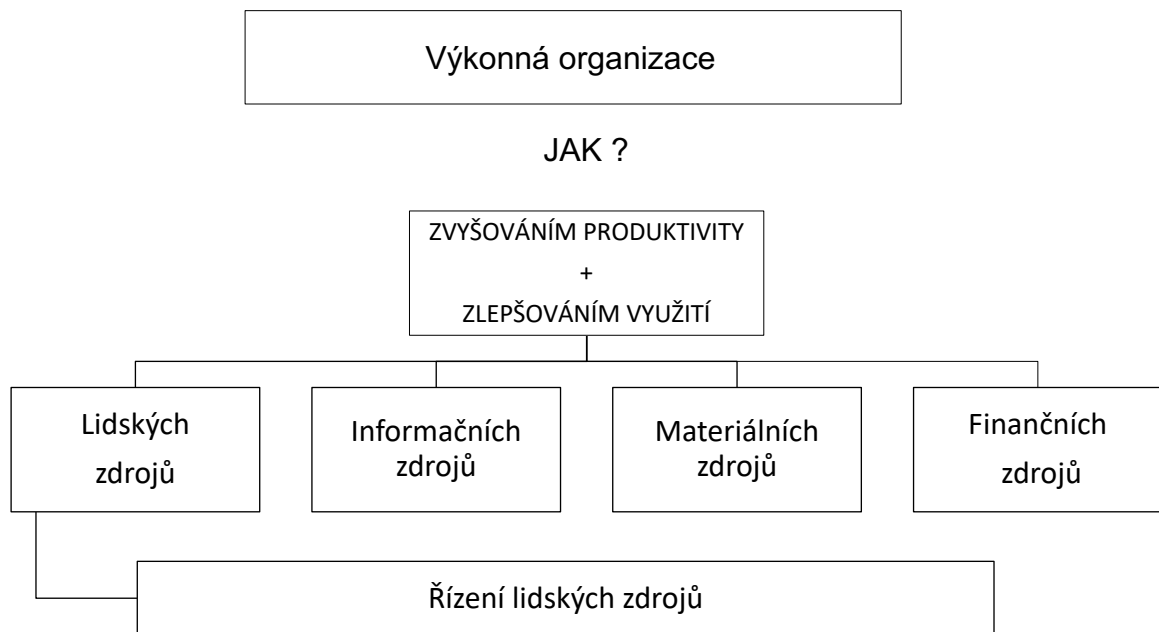 Výkonná organizace
JAK ?
ZVYŠOVÁNÍM PRODUKTIVITY
+
ZLEPŠOVÁNÍM VYUŽITÍ
Lidských
zdrojů
Informačních
zdrojů
Materiálních
zdrojů
Finančních
zdrojů
Řízení lidských zdrojů